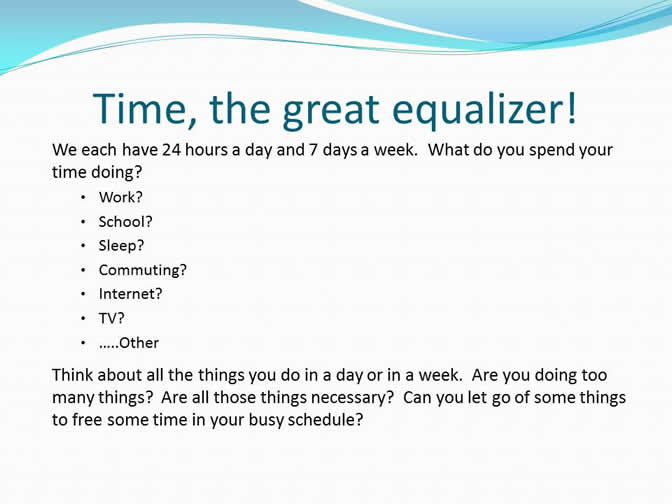 Time, the great equalizer!
We each have 24 hours a day and 7 days a week.  What do you spend your
time doing?
• Work?
• School?
• Sleep?
• Commuting?
• Internet?
• TV?
• …..Other
Think about all the things you do in a day or in a week.  Are you doing too
many things?  Are all those things necessary?  Can you let go of some things
to free some time in your busy schedule?